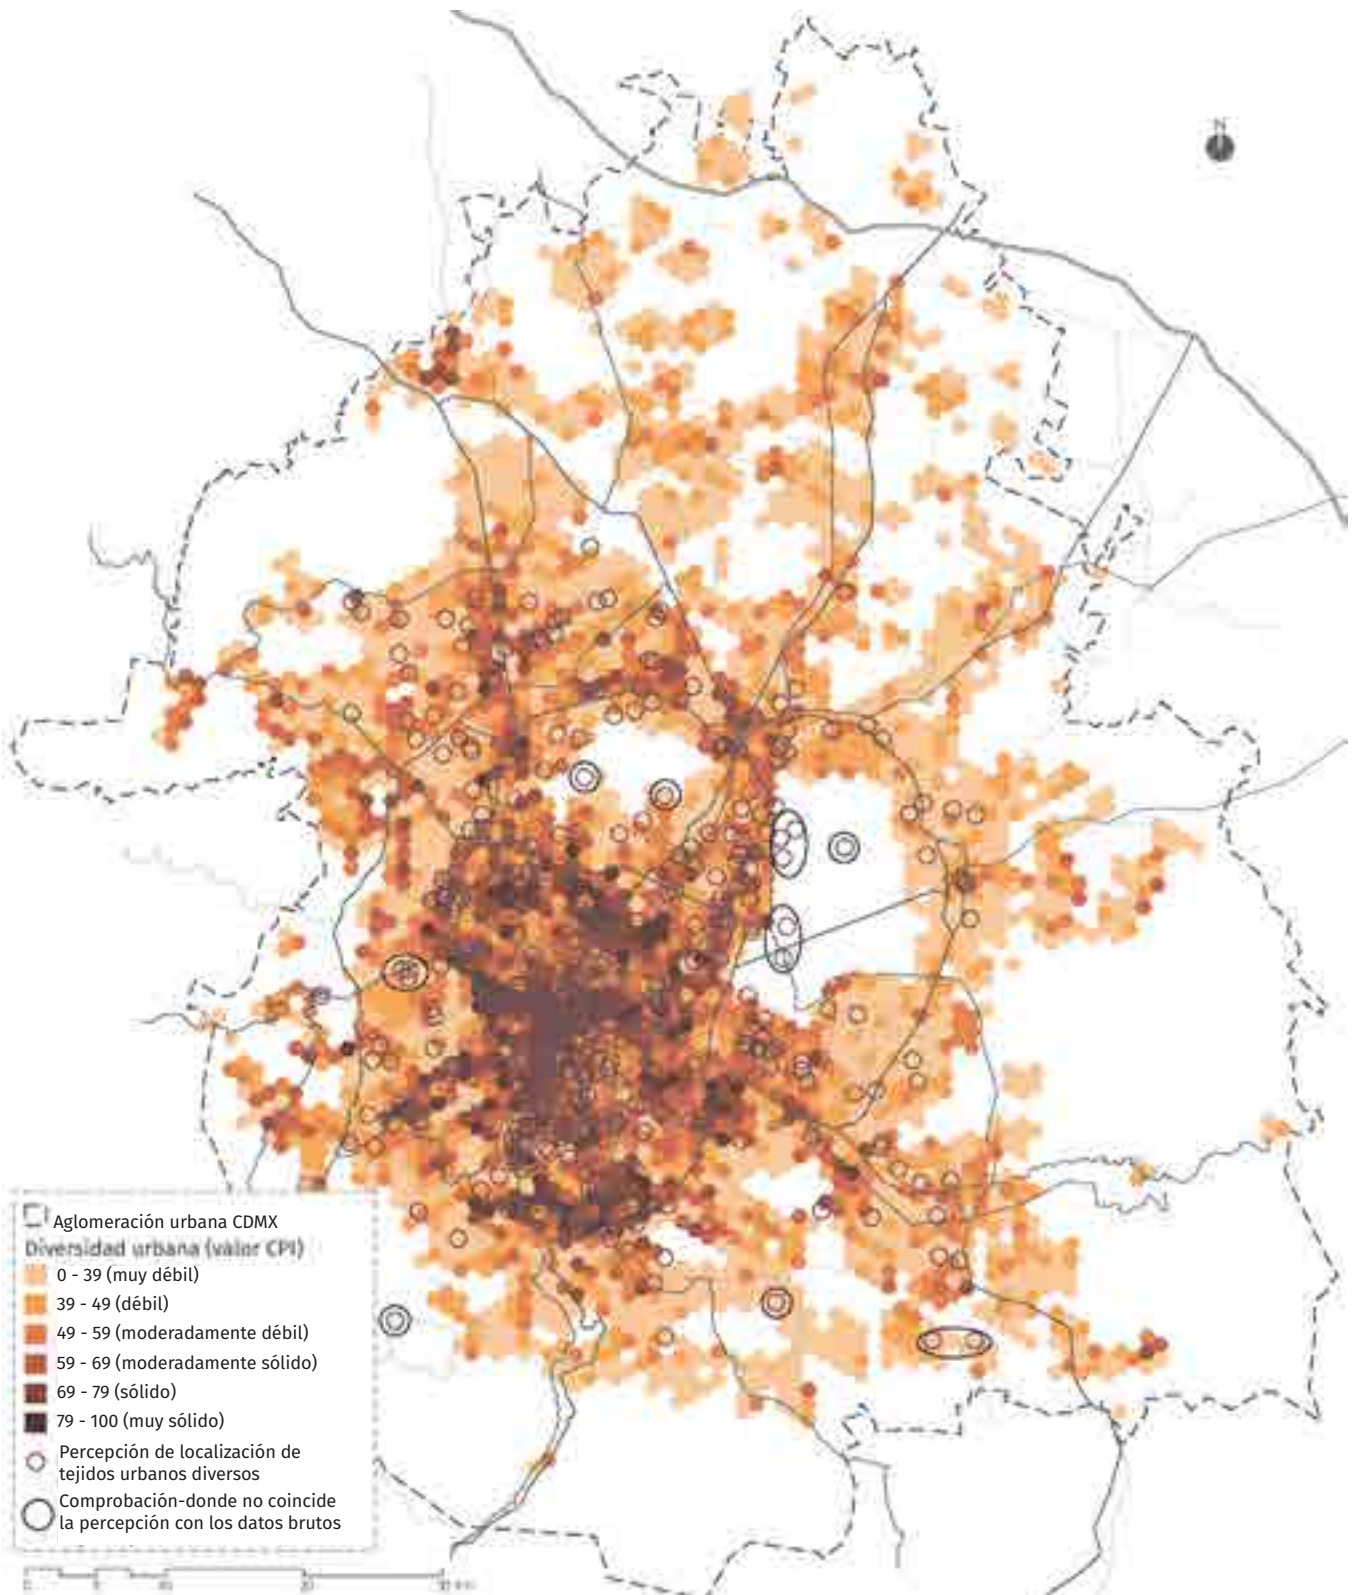 N
Aglomeración urbana CDMX
Diversidad urbana (valor CPI)
0 - 39 (muy débil)
39 - 49 (débil)
49 - 59 (moderadamente débil)
59 - 69 (moderadamente sólido)
69 - 79 (sólido)
79 - 100 (muy sólido)
Percepción de localización de
tejidos urbanos diversos
Comprobación-donde no coincide
la percepción con los datos brutos